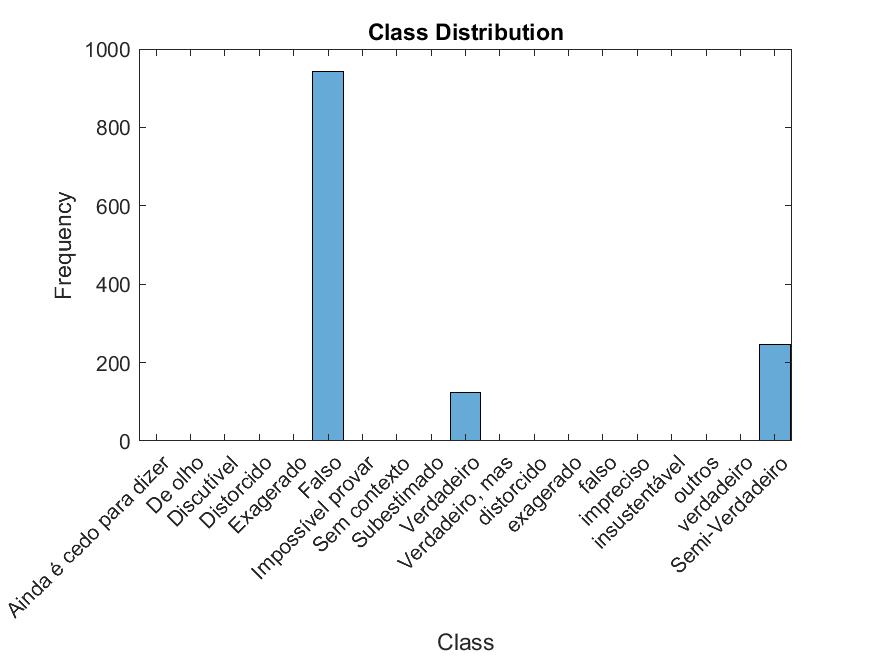 Class Distribution
1000
800
600
400
200
0
Frequency
Ainda é cedo para dizer
De olho
Discutível
Distorcido
Exagerado
Falso
Impossível provar
Sem contexto
Subestimado
Verdadeiro
Verdadeiro, mas
distorcido
exagerado
falso
impreciso
insustentável
outros
verdadeiro
Semi-Verdadeiro
Class